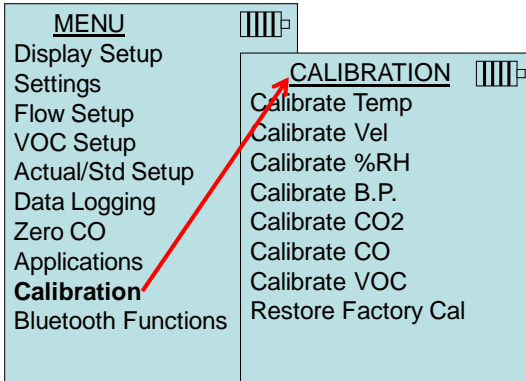 MENU
Display Setup
Settings
Flow Setup
VOC Setup
Actual/Std Setup
Data Logging
Zero CO
Applications
Calibration
Bluetooth Functions
CALIBRATION
Calibrate Temp
Calibrate Vel
Calibrate %RH
Calibrate B.P.
Calibrate CO2
Calibrate CO
Calibrate VOC
Restore Factory Cal